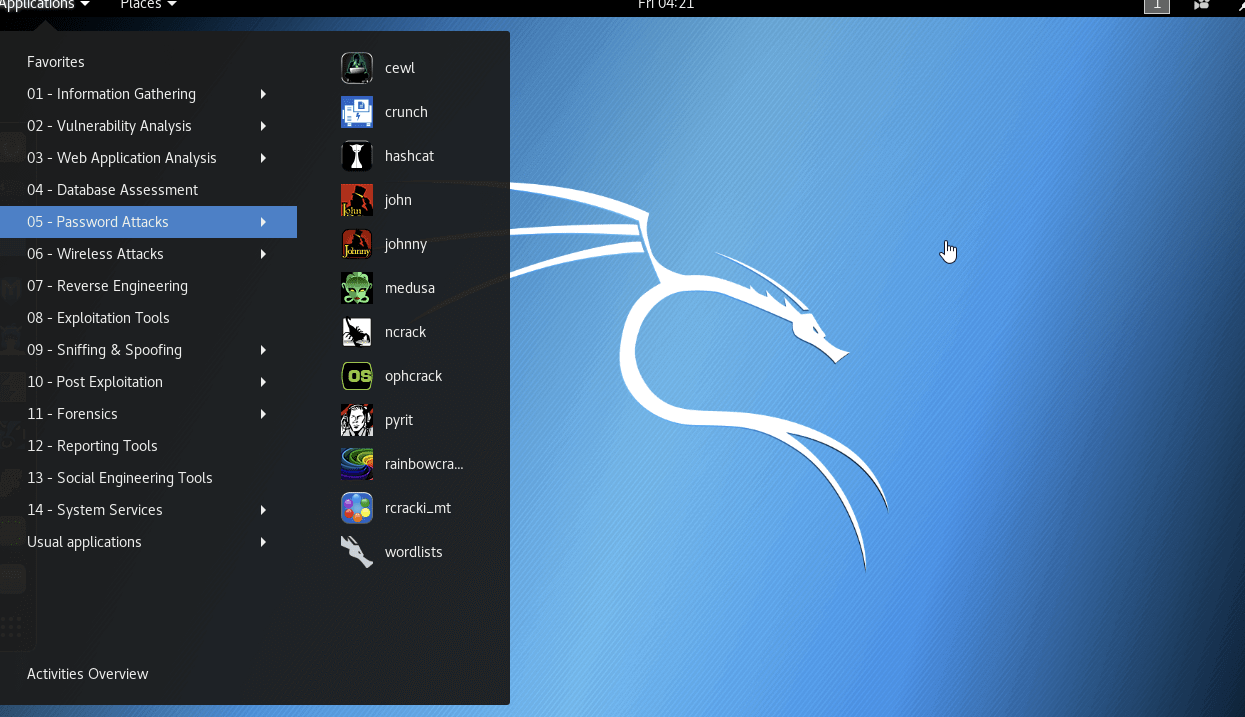 Applications Places Fri 04:21 1
Favorites
01 - Information Gathering
02 - Vulnerability Analysis
03 - Web Application Analysis
04 - Database Assessment
05 - Password Attacks
06 - Wireless Attacks
07 - Reverse Engineering
08 - Exploitation Tools
09 - Sniffing & Spoofing
10 - Post Exploitation
11 - Forensics
12 - Reporting Tools
13 - Social Engineering Tools
14 - System Services
Usual applications
Activities Overview
cewl
crunch
hashcat
John
john
Johnny
johnny
medusa
ncrack
OS
ophcrack
pyrit
rainbowcra...
rcracki_mt
wordlists